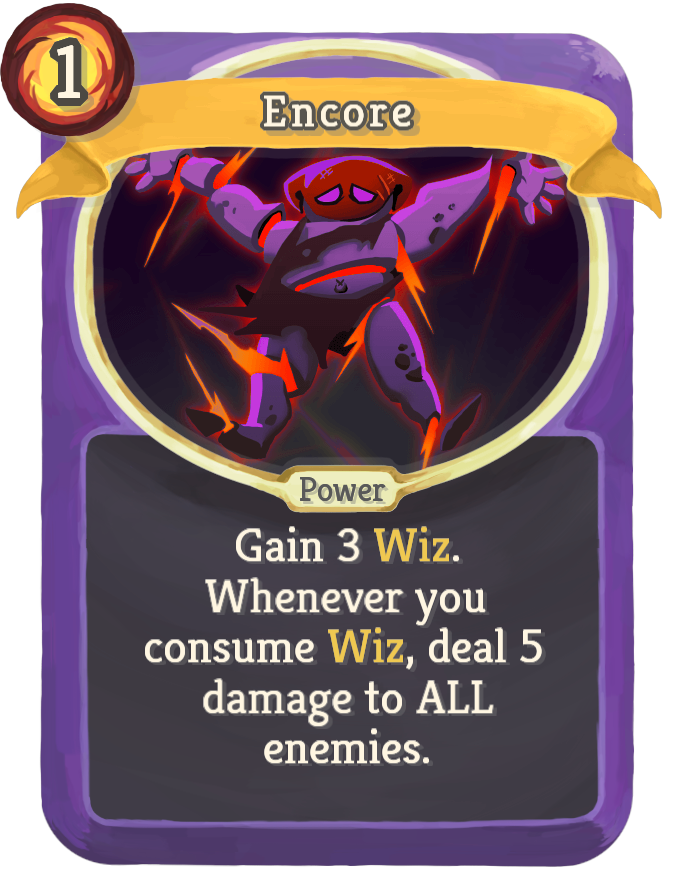 1
Encore
Power
Gain 3 Wiz.
Whenever you
consume Wiz, deal 5
damage to ALL
enemies.